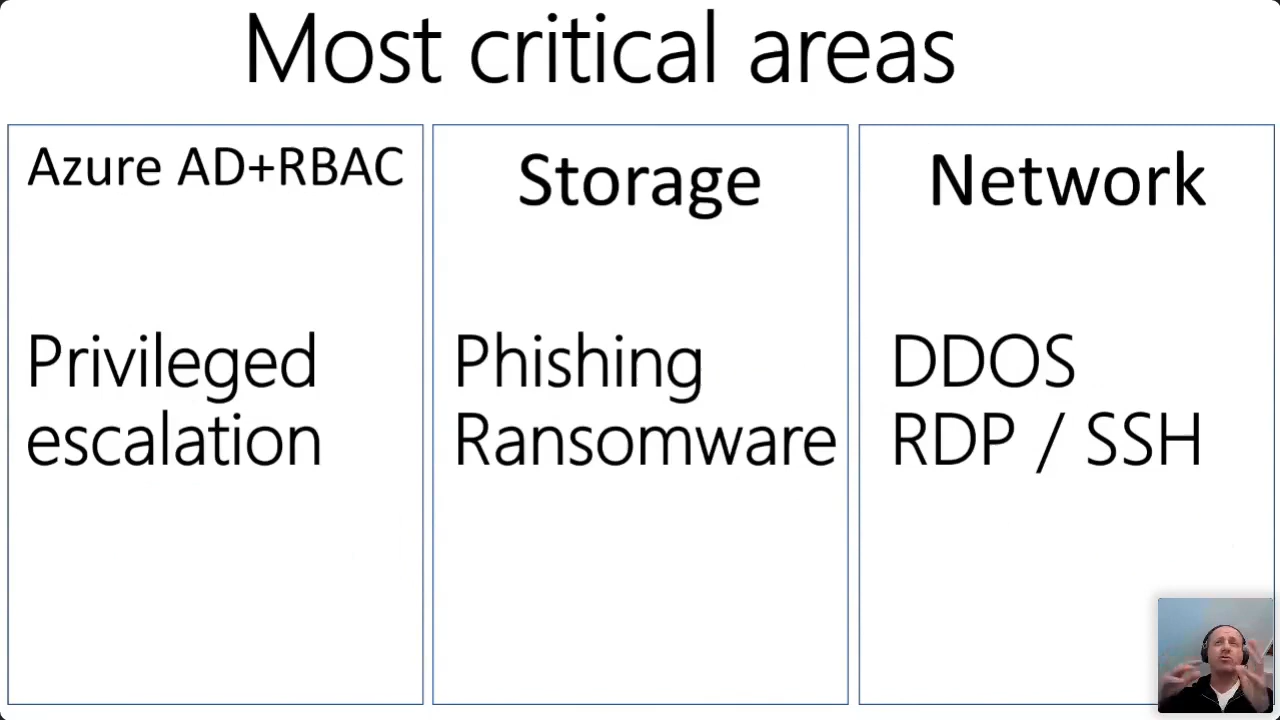 Most critical areas
Azure AD+RBAC
Privileged
escalation
Storage
Phishing
Ransomware
Network
DDOS
RDP / SSH